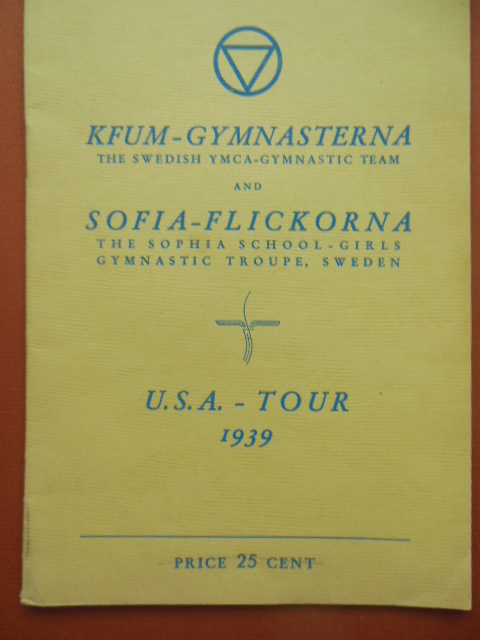 KFUM-GYMNASTERNA
THE SWEDISH YMCA-GYMNASTIC TEAM
AND
SOFIA-FLICKORNA
THE SOPHIA SCHOOL-GIRLS
GYMNASTIC TROUPE, SWEDEN
U.S.A. - TOUR
1939
PRICE 25 CENT